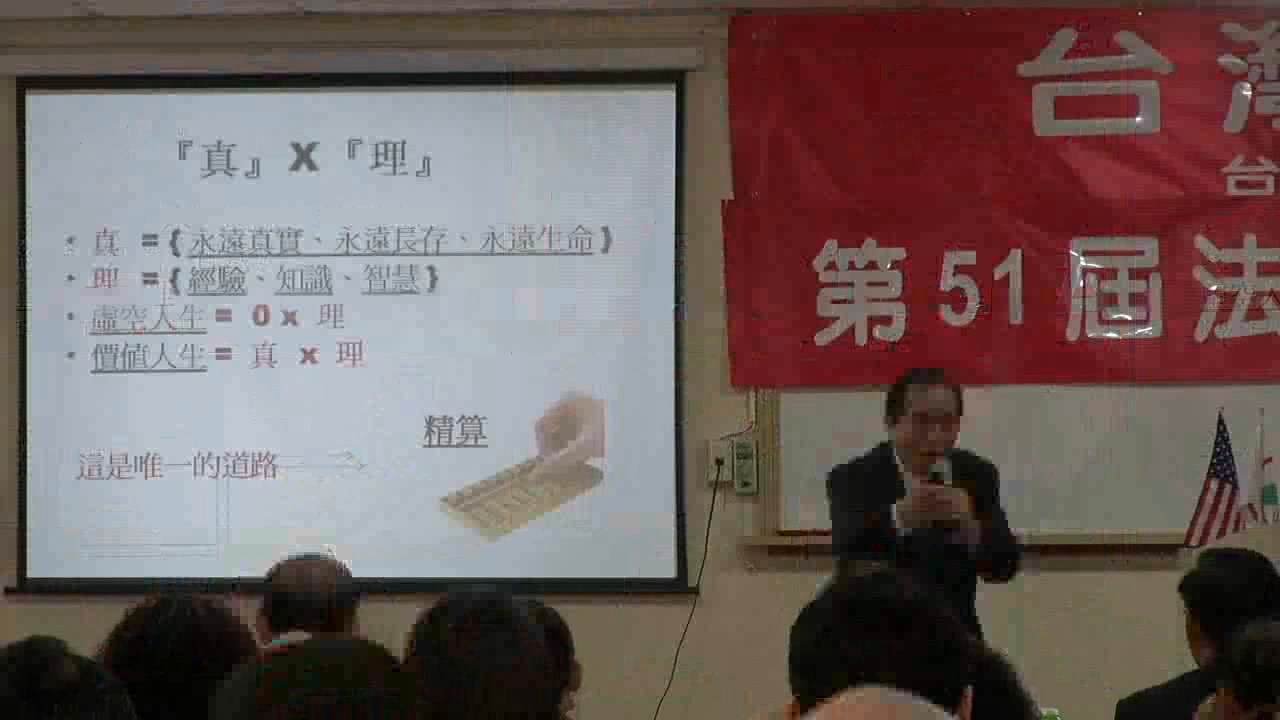 『真』X『理』
• 真 = { 永遠真實、永遠長存、永遠生命 }
• 理 = { 經驗、知識、智慧 }
• 虛空人生 = 0 x 理
• 價值人生 = 真 x 理
精算
這是唯一的道路
台灣
台
第51屆法